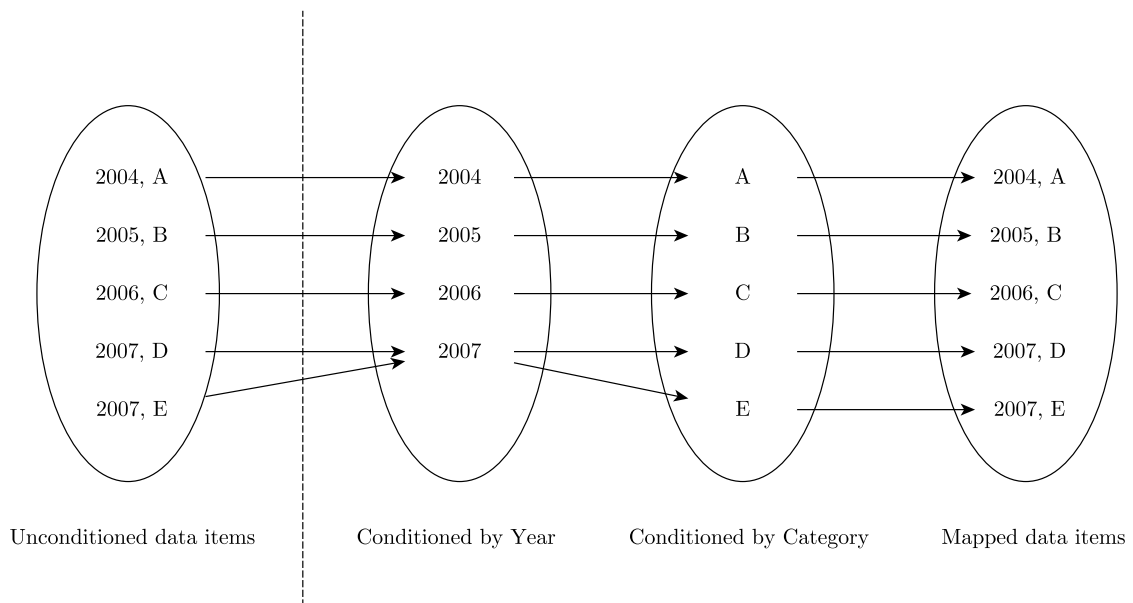 2004, A 2004 A 2004, A
2005, B 2005 B 2005, B
2006, C 2006 C 2006, C
2007, D 2007 D 2007, D
2007, E E 2007, E
Unconditioned data items Conditioned by Year Conditioned by Category Mapped data items